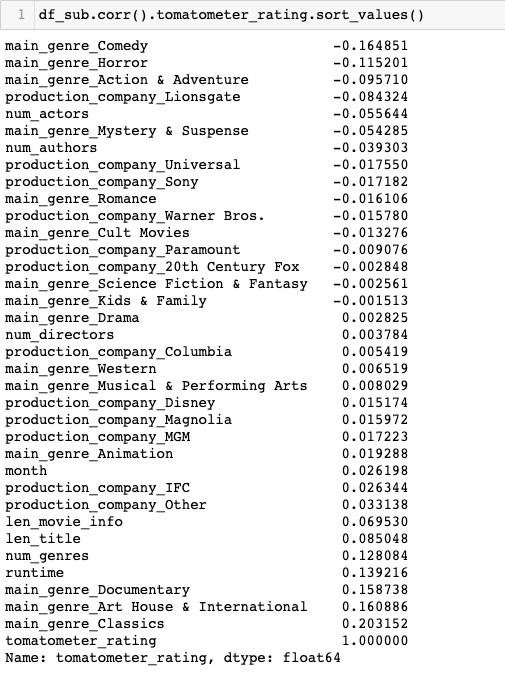 1 df_sub.corr().tomatometer_rating.sort_values()
main_genre_Comedy -0.164851
main_genre_Horror -0.115201
main_genre_Action & Adventure -0.095710
production_company_Lionsgate -0.084324
num_actors -0.055644
main_genre_Mystery & Suspense -0.054285
num_authors -0.039303
production_company_Universal -0.017550
production_company_Sony -0.017182
main_genre_Romance -0.016106
production_company_Warner Bros. -0.015780
main_genre_Cult Movies -0.013276
production_company_Paramount -0.009076
production_company_20th Century Fox -0.002848
main_genre_Science Fiction & Fantasy -0.002561
main_genre_Kids & Family -0.001513
main_genre_Drama 0.002825
num_directors 0.003784
production_company_Columbia 0.005419
main_genre_Western 0.006519
main_genre_Musical & Performing Arts 0.008029
production_company_Disney 0.015174
production_company_Magnolia 0.015972
production_company_MGM 0.017223
main_genre_Animation 0.019288
month 0.026198
production_company_IFC 0.026344
production_company_Other 0.033138
len_movie_info 0.069530
len_title 0.085048
num_genres 0.128084
runtime 0.139216
main_genre_Documentary 0.158738
main_genre_Art House & International 0.160886
main_genre_Classics 0.203152
tomatometer_rating 1.000000
Name: tomatometer_rating, dtype: float64